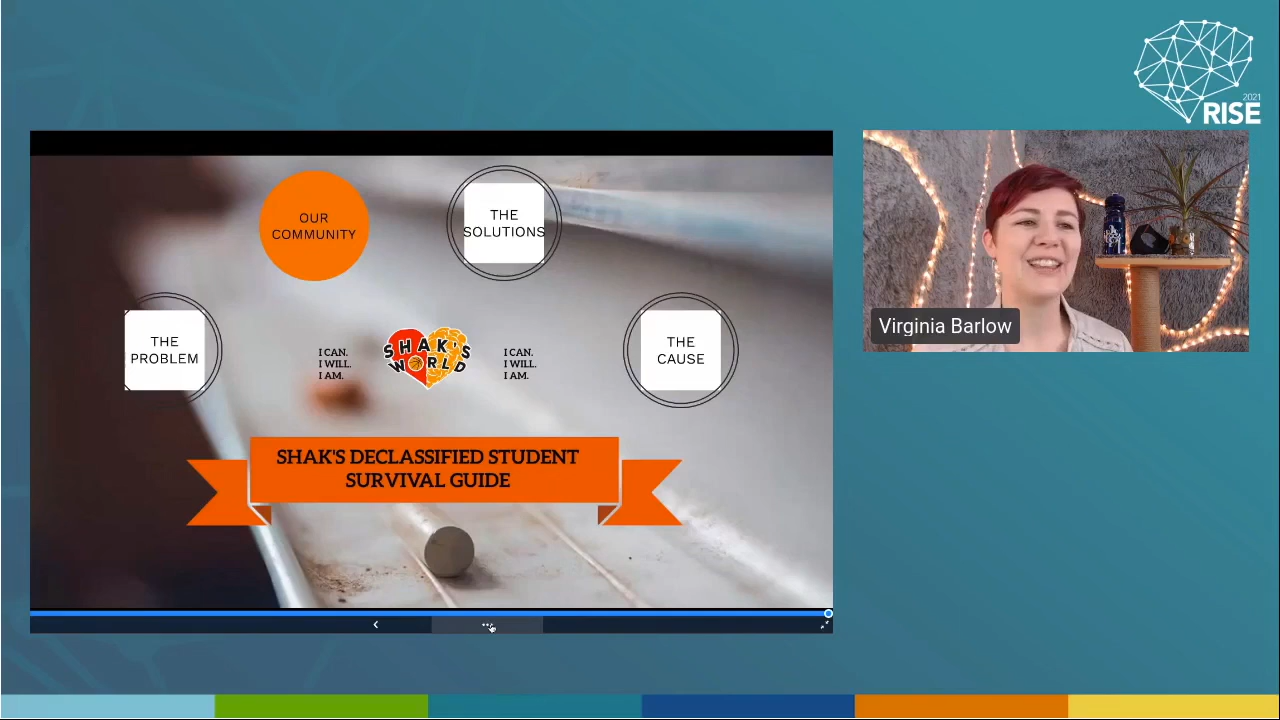 2021
RISE
OUR
COMMUNITY
THE
SOLUTIONS
THE
PROBLEM
I CAN.
I WILL.
I AM.
SHAK'S
WORLD
I CAN.
I WILL.
I AM.
THE
CAUSE
SHAK'S DECLASSIFIED STUDENT
SURVIVAL GUIDE
Virginia Barlow